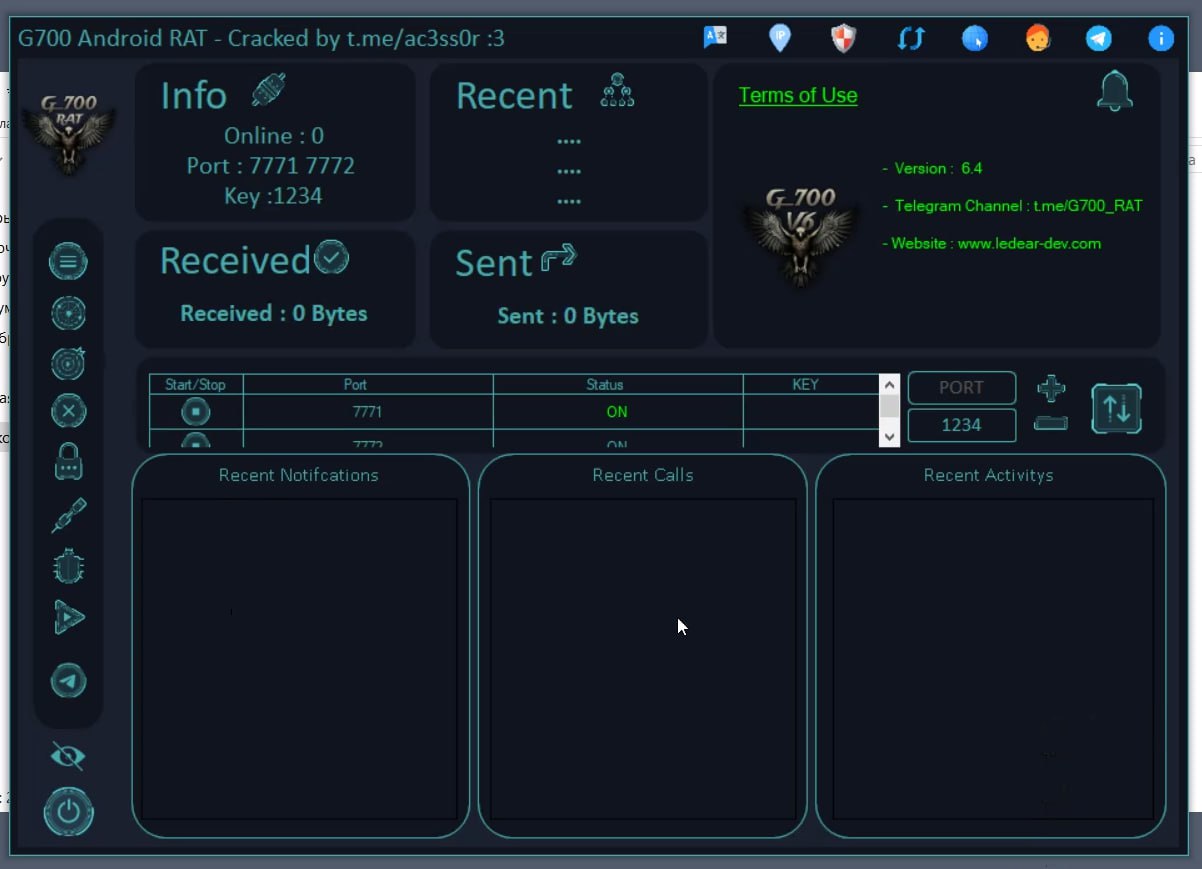 G700 Android RAT - Cracked by t.me/ac3ss0r :3
IP
G_700
RAT
Info
Online : 0
Port : 7771 7772
Key :1234
Recent
....
....
....
Terms of Use
G_700
V6
- Version : 6.4
- Telegram Channel : t.me/G700_RAT
- Website : www.ledear-dev.com
Received
Received : 0 Bytes
Sent
Sent : 0 Bytes
Start/Stop Port Status KEY
7771 ON
7772 ON
PORT
1234
Recent Notifcations
Recent Calls
Recent Activitys